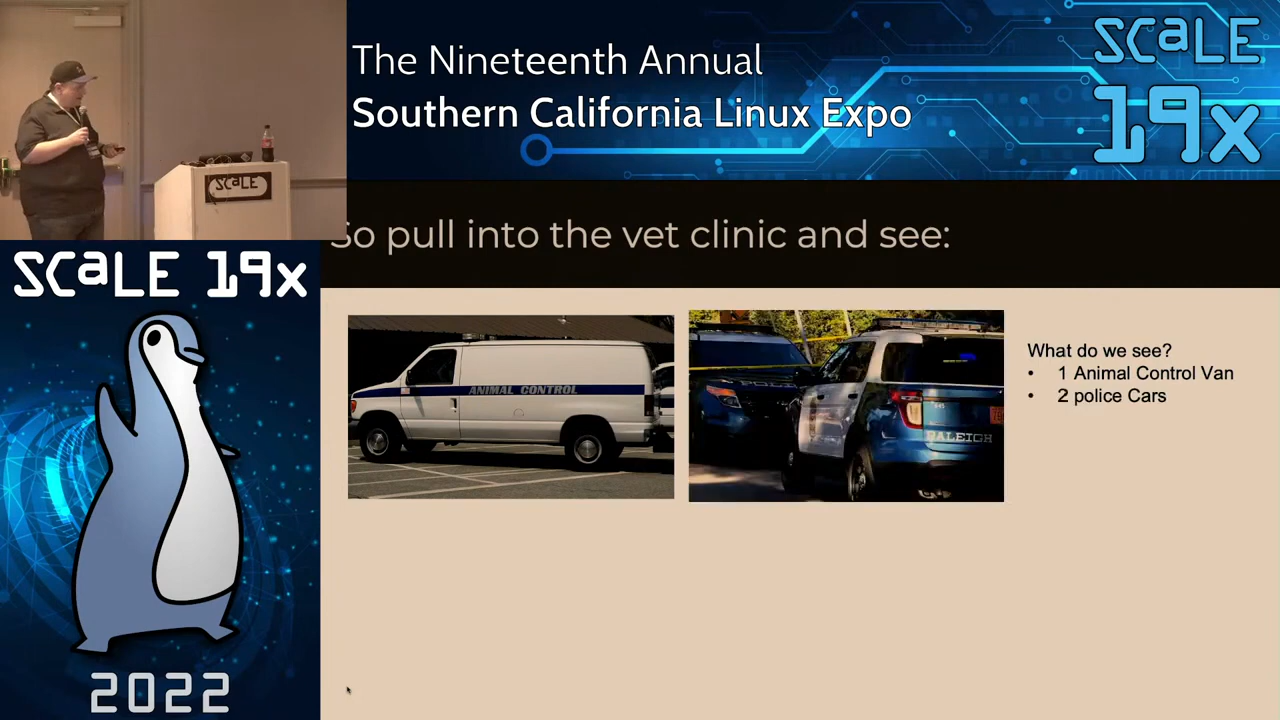 The Nineteenth Annual
Southern California Linux Expo
SCaLE
19x
SCaLE
So pull into the vet clinic and see:
SCaLE 19x
ANIMAL CONTROL
POLICE
RALEIGH
What do we see?
• 1 Animal Control Van
• 2 police Cars
2022